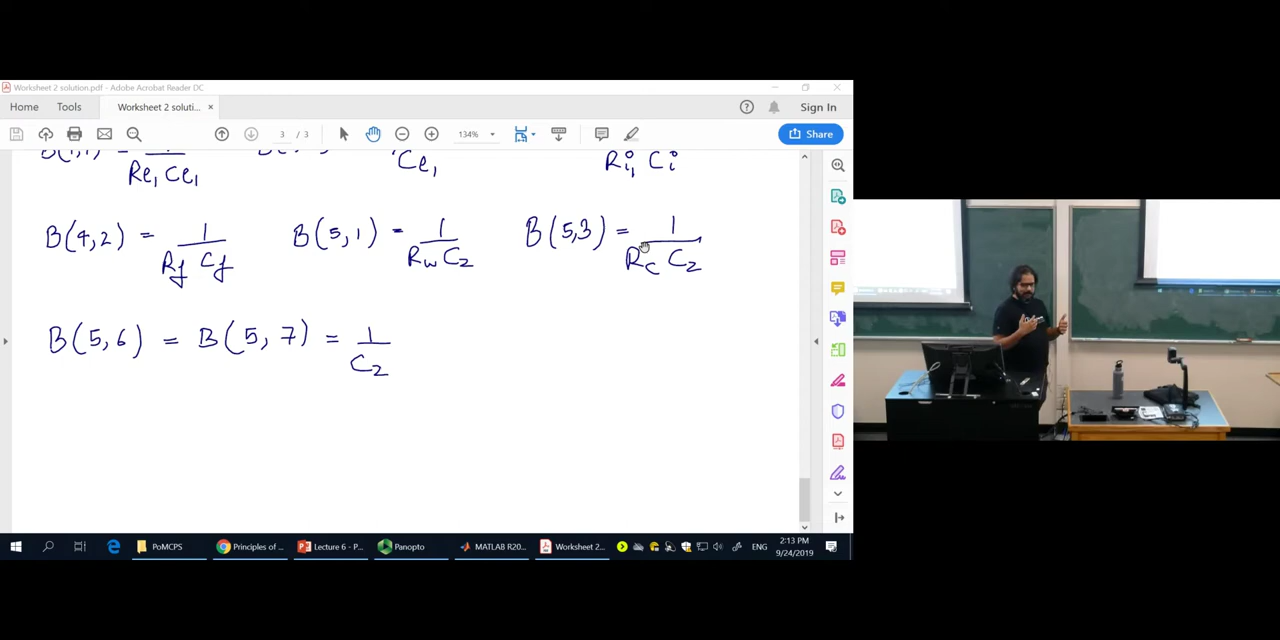 Worksheet 2 solution.pdf - Adobe Acrobat Reader DC
Home Tools Worksheet 2 solutio... × Sign In
3 / 3 134% Share
Re₁ Ce₁ Ce₁ Ri₁ Ci
B(4,2) = 1 / (Rf Cf) B(5,1) = 1 / (Rw C2) B(5,3) = 1 / (Rc C2)
B(5,6) = B(5,7) = 1 / C2
PoMCPS Principles of ... Lecture 6 - P... Panopto MATLAB R20... Worksheet 2... ENG 2:13 PM
9/24/2019